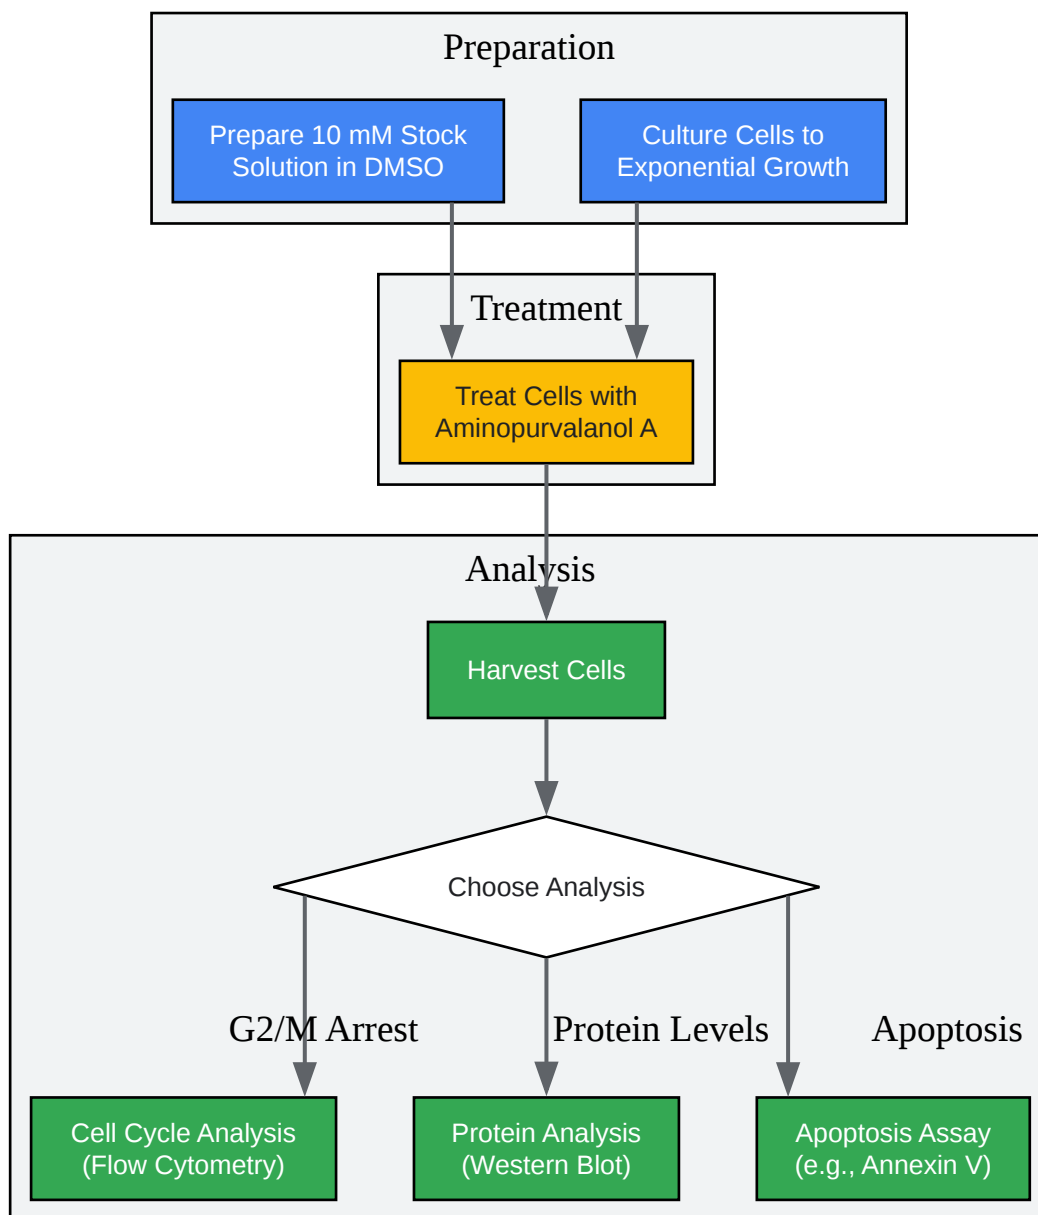 Preparation
Prepare 10 mM Stock
Solution in DMSO
Culture Cells to
Exponential Growth
Treatment
Treat Cells with
Aminopurvalanol A
Analysis
Harvest Cells
Choose Analysis
G2/M Arrest
Protein Levels
Apoptosis
Cell Cycle Analysis
(Flow Cytometry)
Protein Analysis
(Western Blot)
Apoptosis Assay
(e.g., Annexin V)